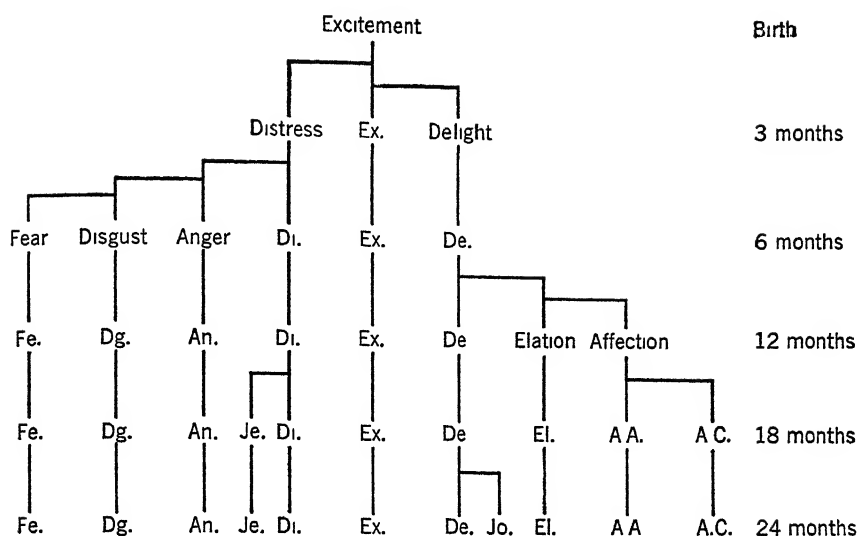 Excitement Birth
Distress Ex. Delight 3 months
Fear Disgust Anger Di. Ex. De. 6 months
Fe. Dg. An. Di. Ex. De Elation Affection 12 months
Fe. Dg. An. Je. Di. Ex. De El. A A. A C. 18 months
Fe. Dg. An. Je. Di. Ex. De. Jo. El. A A A.C. 24 months